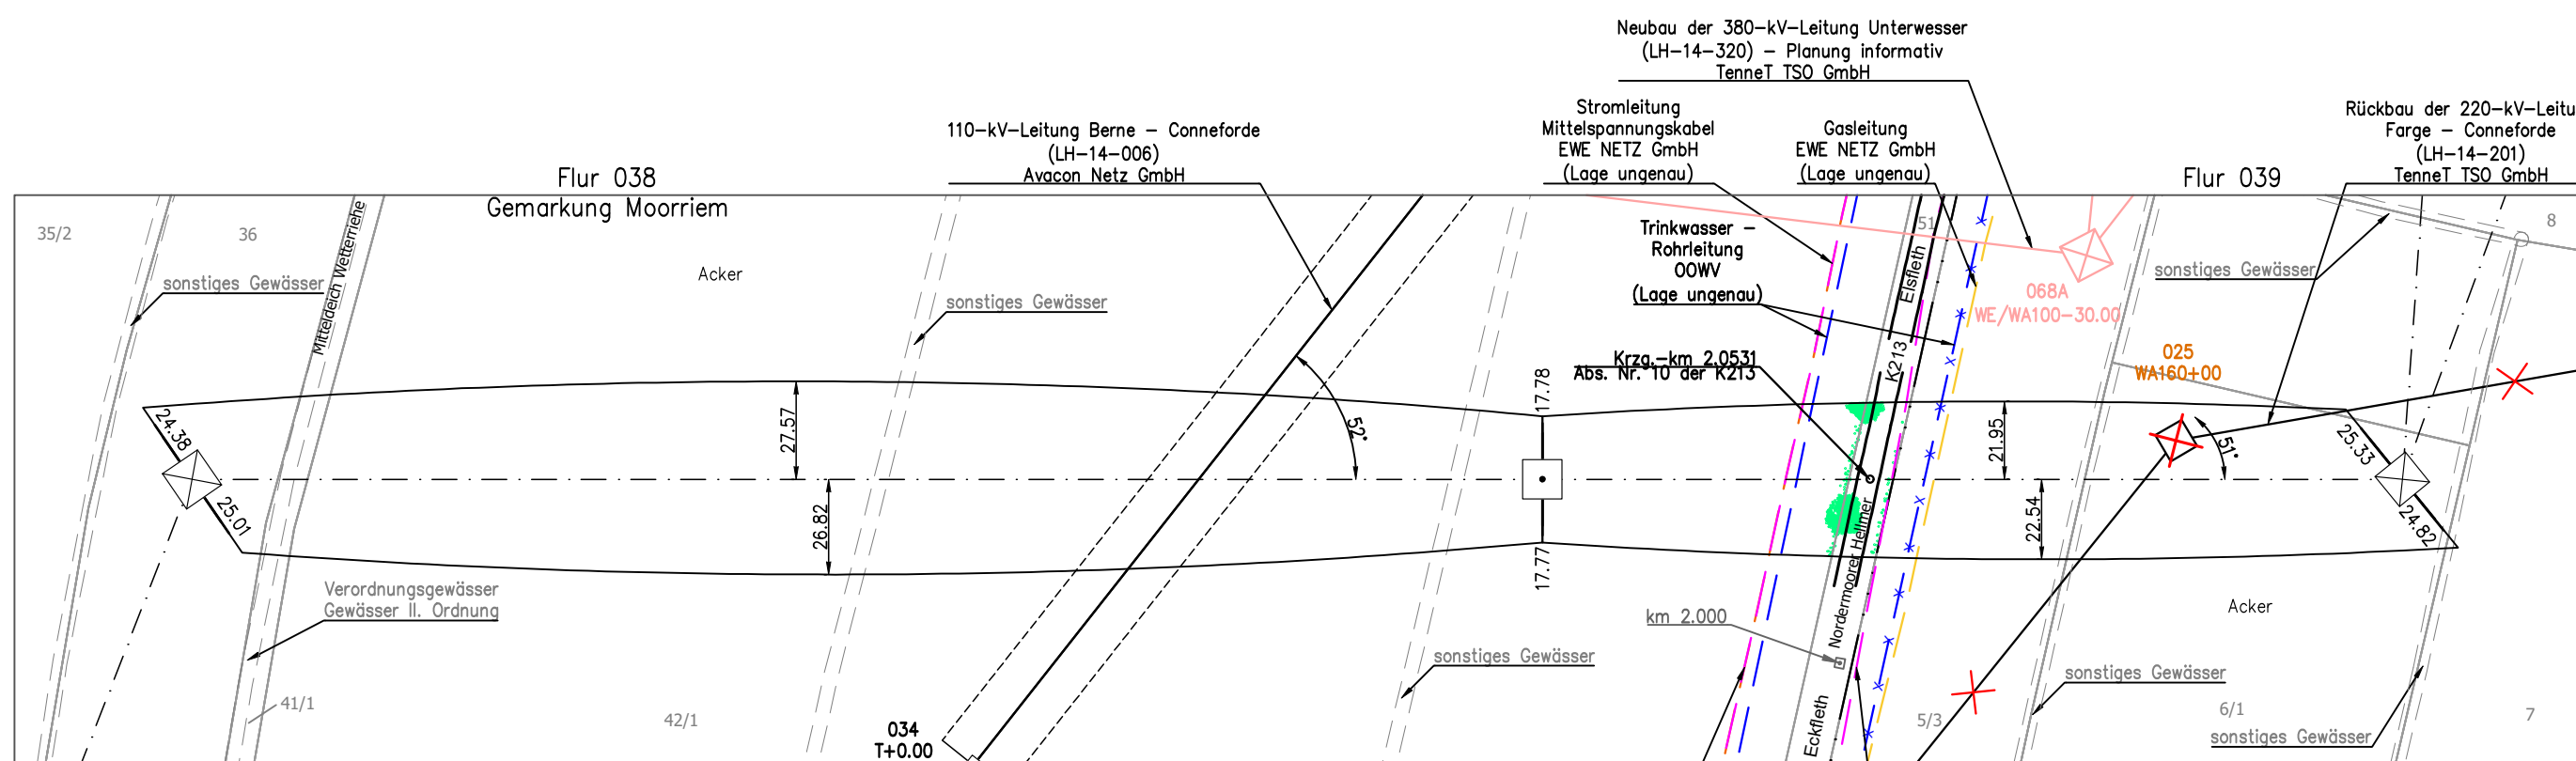 Neubau der 380-kV-Leitung Unterweser
(LH-14-320) - Planung informativ
TenneT TSO GmbH
Stromleitung
Mittelspannungskabel
EWE NETZ GmbH
(Lage ungenau)
Gasleitung
EWE NETZ GmbH
(Lage ungenau)
Rückbau der 220-kV-Leitu
Farge - Conneforde
(LH-14-201)
TenneT TSO GmbH
110-kV-Leitung Berne - Conneforde
(LH-14-006)
Avacon Netz GmbH
Flur 038
Gemarkung Moorriem
Flur 039
35/2
36
Mitteldeich Wetterriehe
Acker
sonstiges Gewässer
sonstiges Gewässer
Trinkwasser -
Rohrleitung
OOWV
(Lage ungenau)
51
Elsfleth
K213
068A
WE/WA100-30.00
sonstiges Gewässer
8
025
WA160+00
Krzg.-km 2,0531
Abs. Nr. 10 der K213
24.38
25.01
27.57
26.82
52°
17.78
17.77
21.95
22.54
51°
25.33
24.82
Verordnungsgewässer
Gewässer II. Ordnung
41/1
42/1
034
T+0.00
sonstiges Gewässer
km 2.000
Nordermoorer Hellmer
Eckfleth
5/3
Acker
sonstiges Gewässer
6/1
sonstiges Gewässer
7